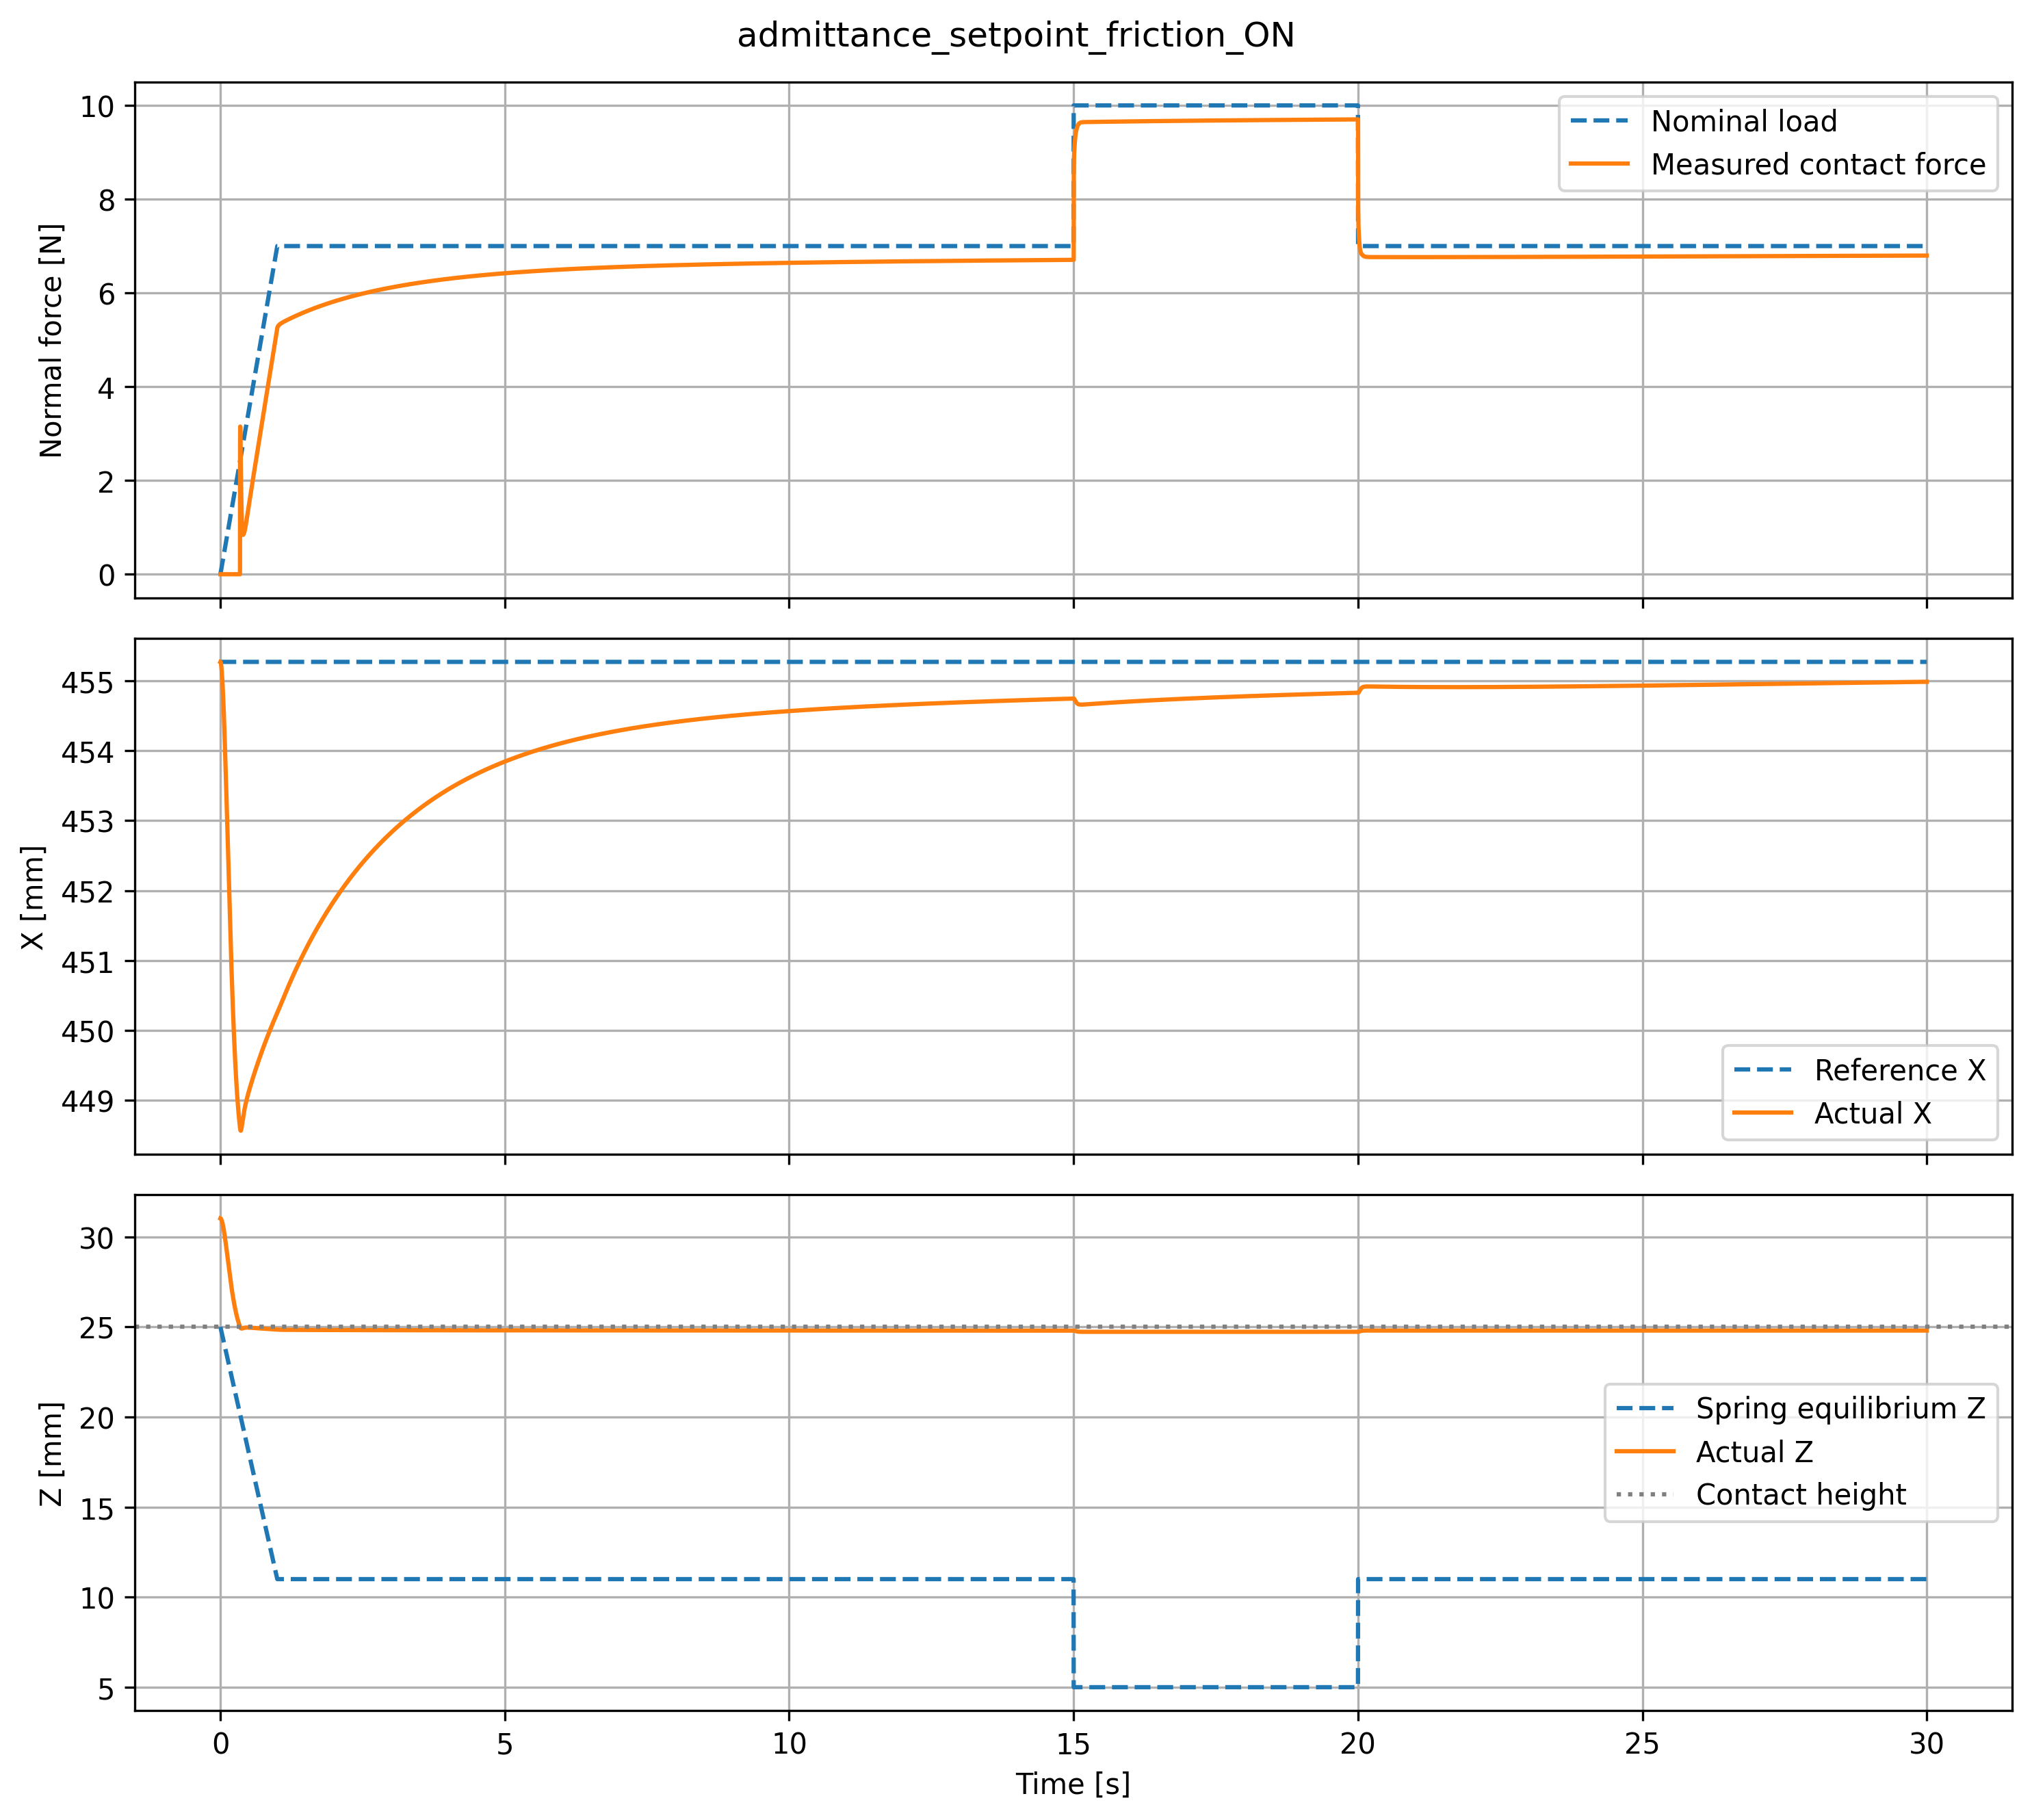 admittance_setpoint_friction_ON
10
8
6
4
2
0
Normal force [N]
Nominal load
Measured contact force
455
454
453
452
451
450
449
X [mm]
Reference X
Actual X
30
25
20
15
10
5
Z [mm]
Spring equilibrium Z
Actual Z
Contact height
0 5 10 15 20 25 30
Time [s]